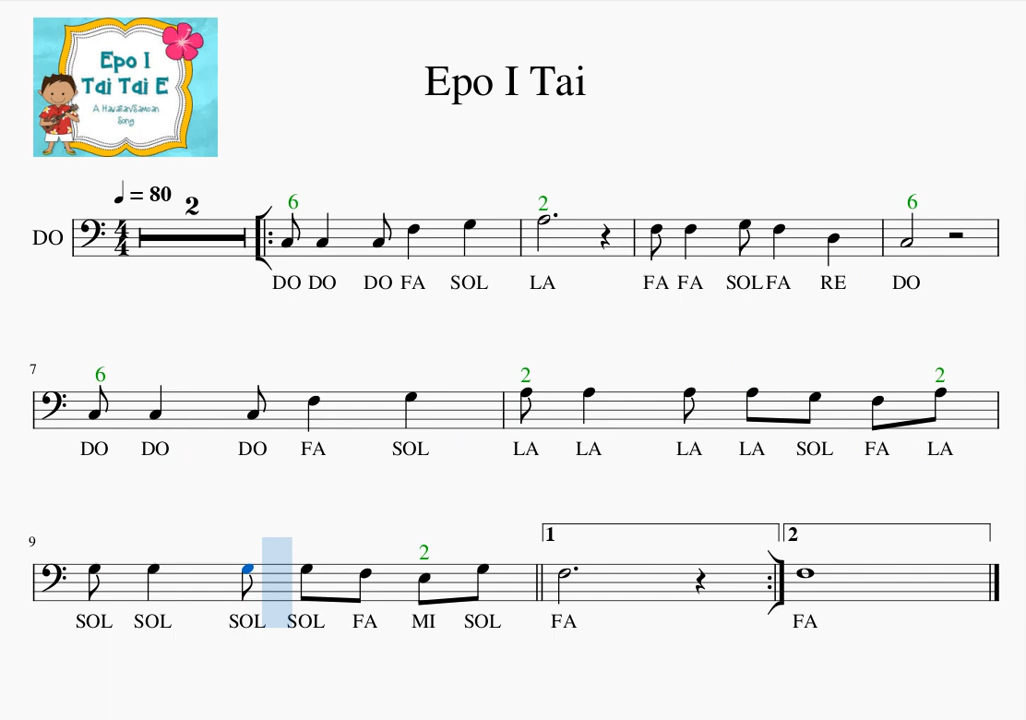 Epo I
Tai Tai E
A Hawaiian/Samoan
Song
Epo I Tai
= 80
2
6 2 6
DO
4
4
DO DO DO FA SOL LA FA FA SOL FA RE DO
7
6 2 2
DO DO DO FA SOL LA LA LA LA SOL FA LA
9
2
1 2
SOL SOL SOL SOL FA MI SOL FA FA